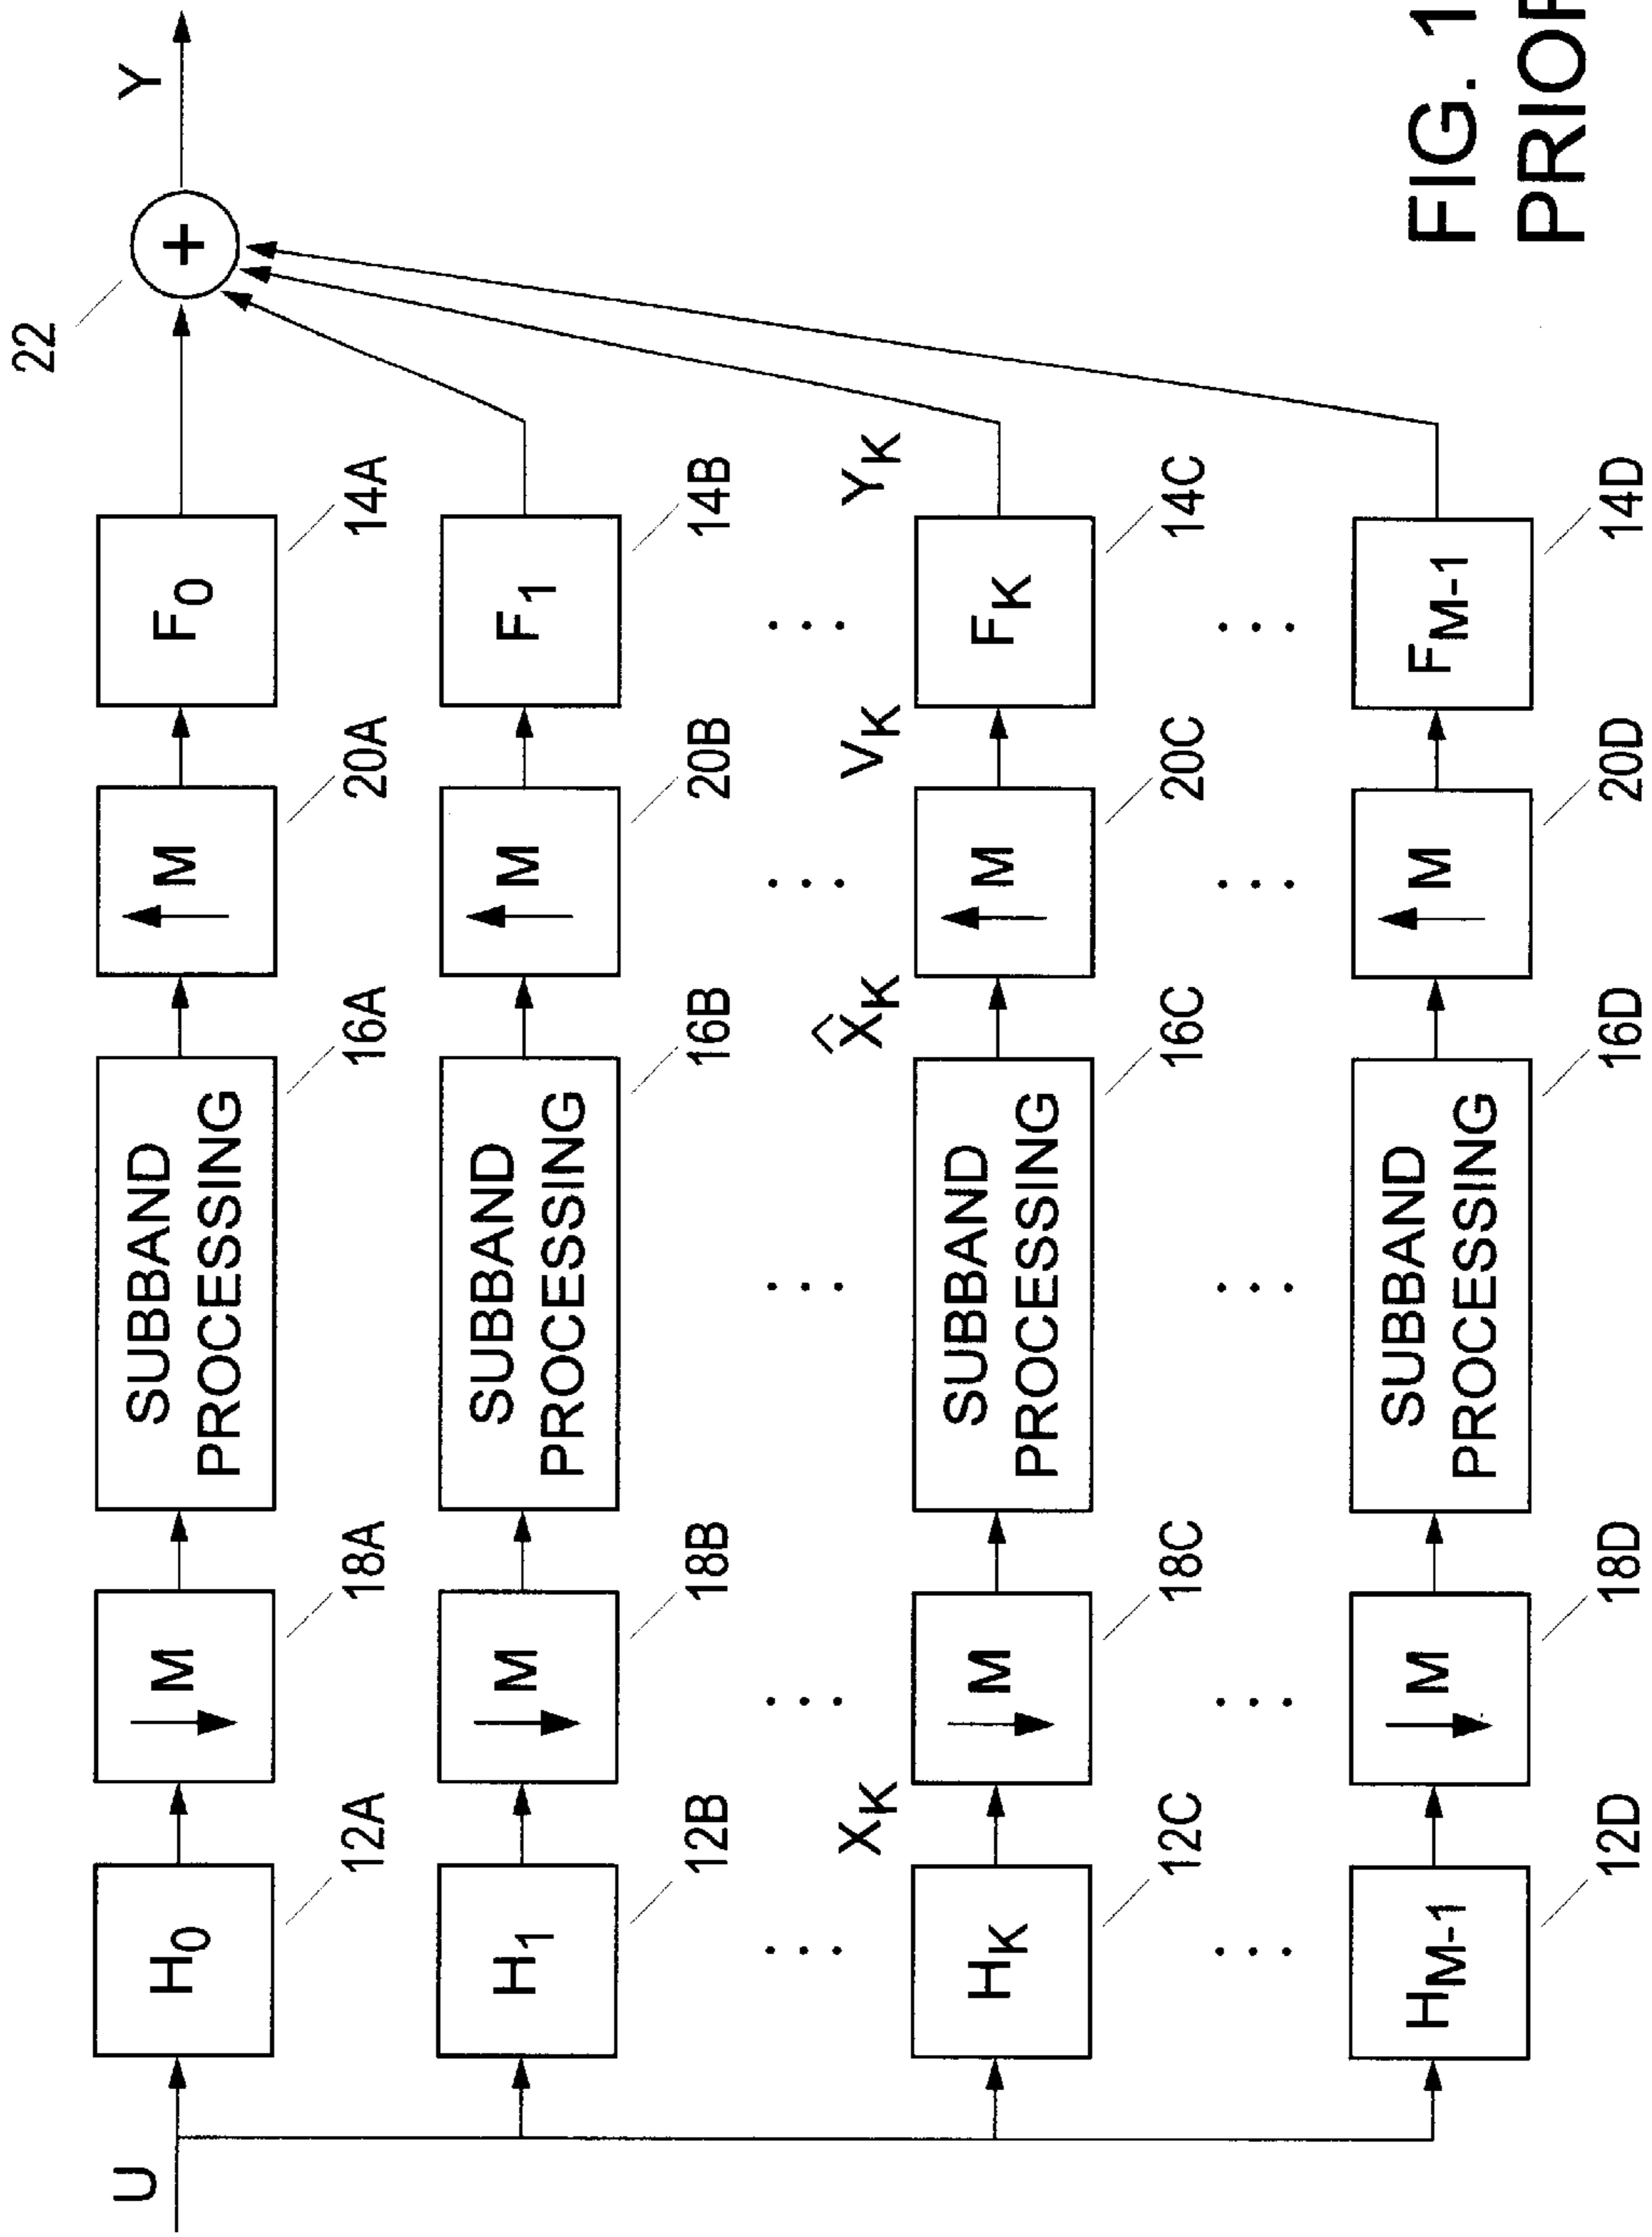 U
H0
12A
↓ M
18A
SUBBAND
PROCESSING
16A
↑ M
20A
F0
14A
22
+
Y
H1
12B
↓ M
18B
SUBBAND
PROCESSING
16B
↑ M
20B
F1
14B
... ... ... ... ...
HK
12C
XK
↓ M
18C
SUBBAND
PROCESSING
16C
X̂K
↑ M
20C
VK
FK
14C
YK
... ... ... ... ...
HM-1
12D
↓ M
18D
SUBBAND
PROCESSING
16D
↑ M
20D
FM-1
14D
FIG. 1